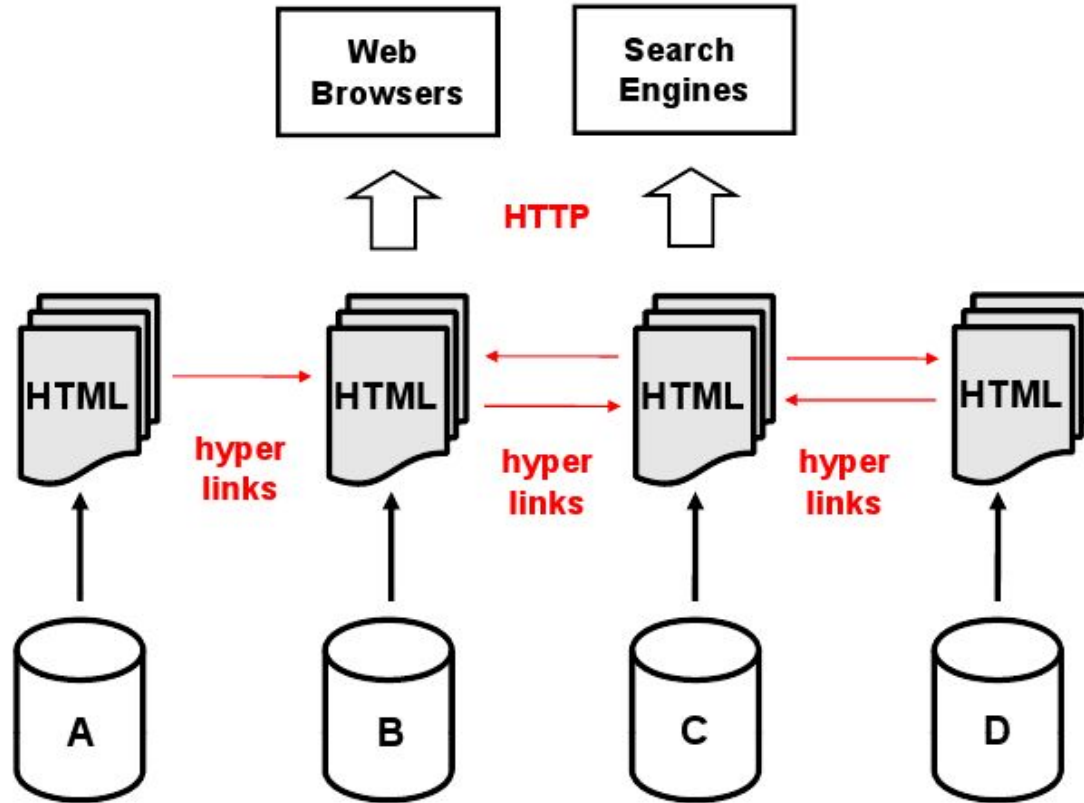 Web
Browsers
Search
Engines
HTTP
HTML
HTML
HTML
HTML
hyper
links
hyper
links
hyper
links
A
B
C
D